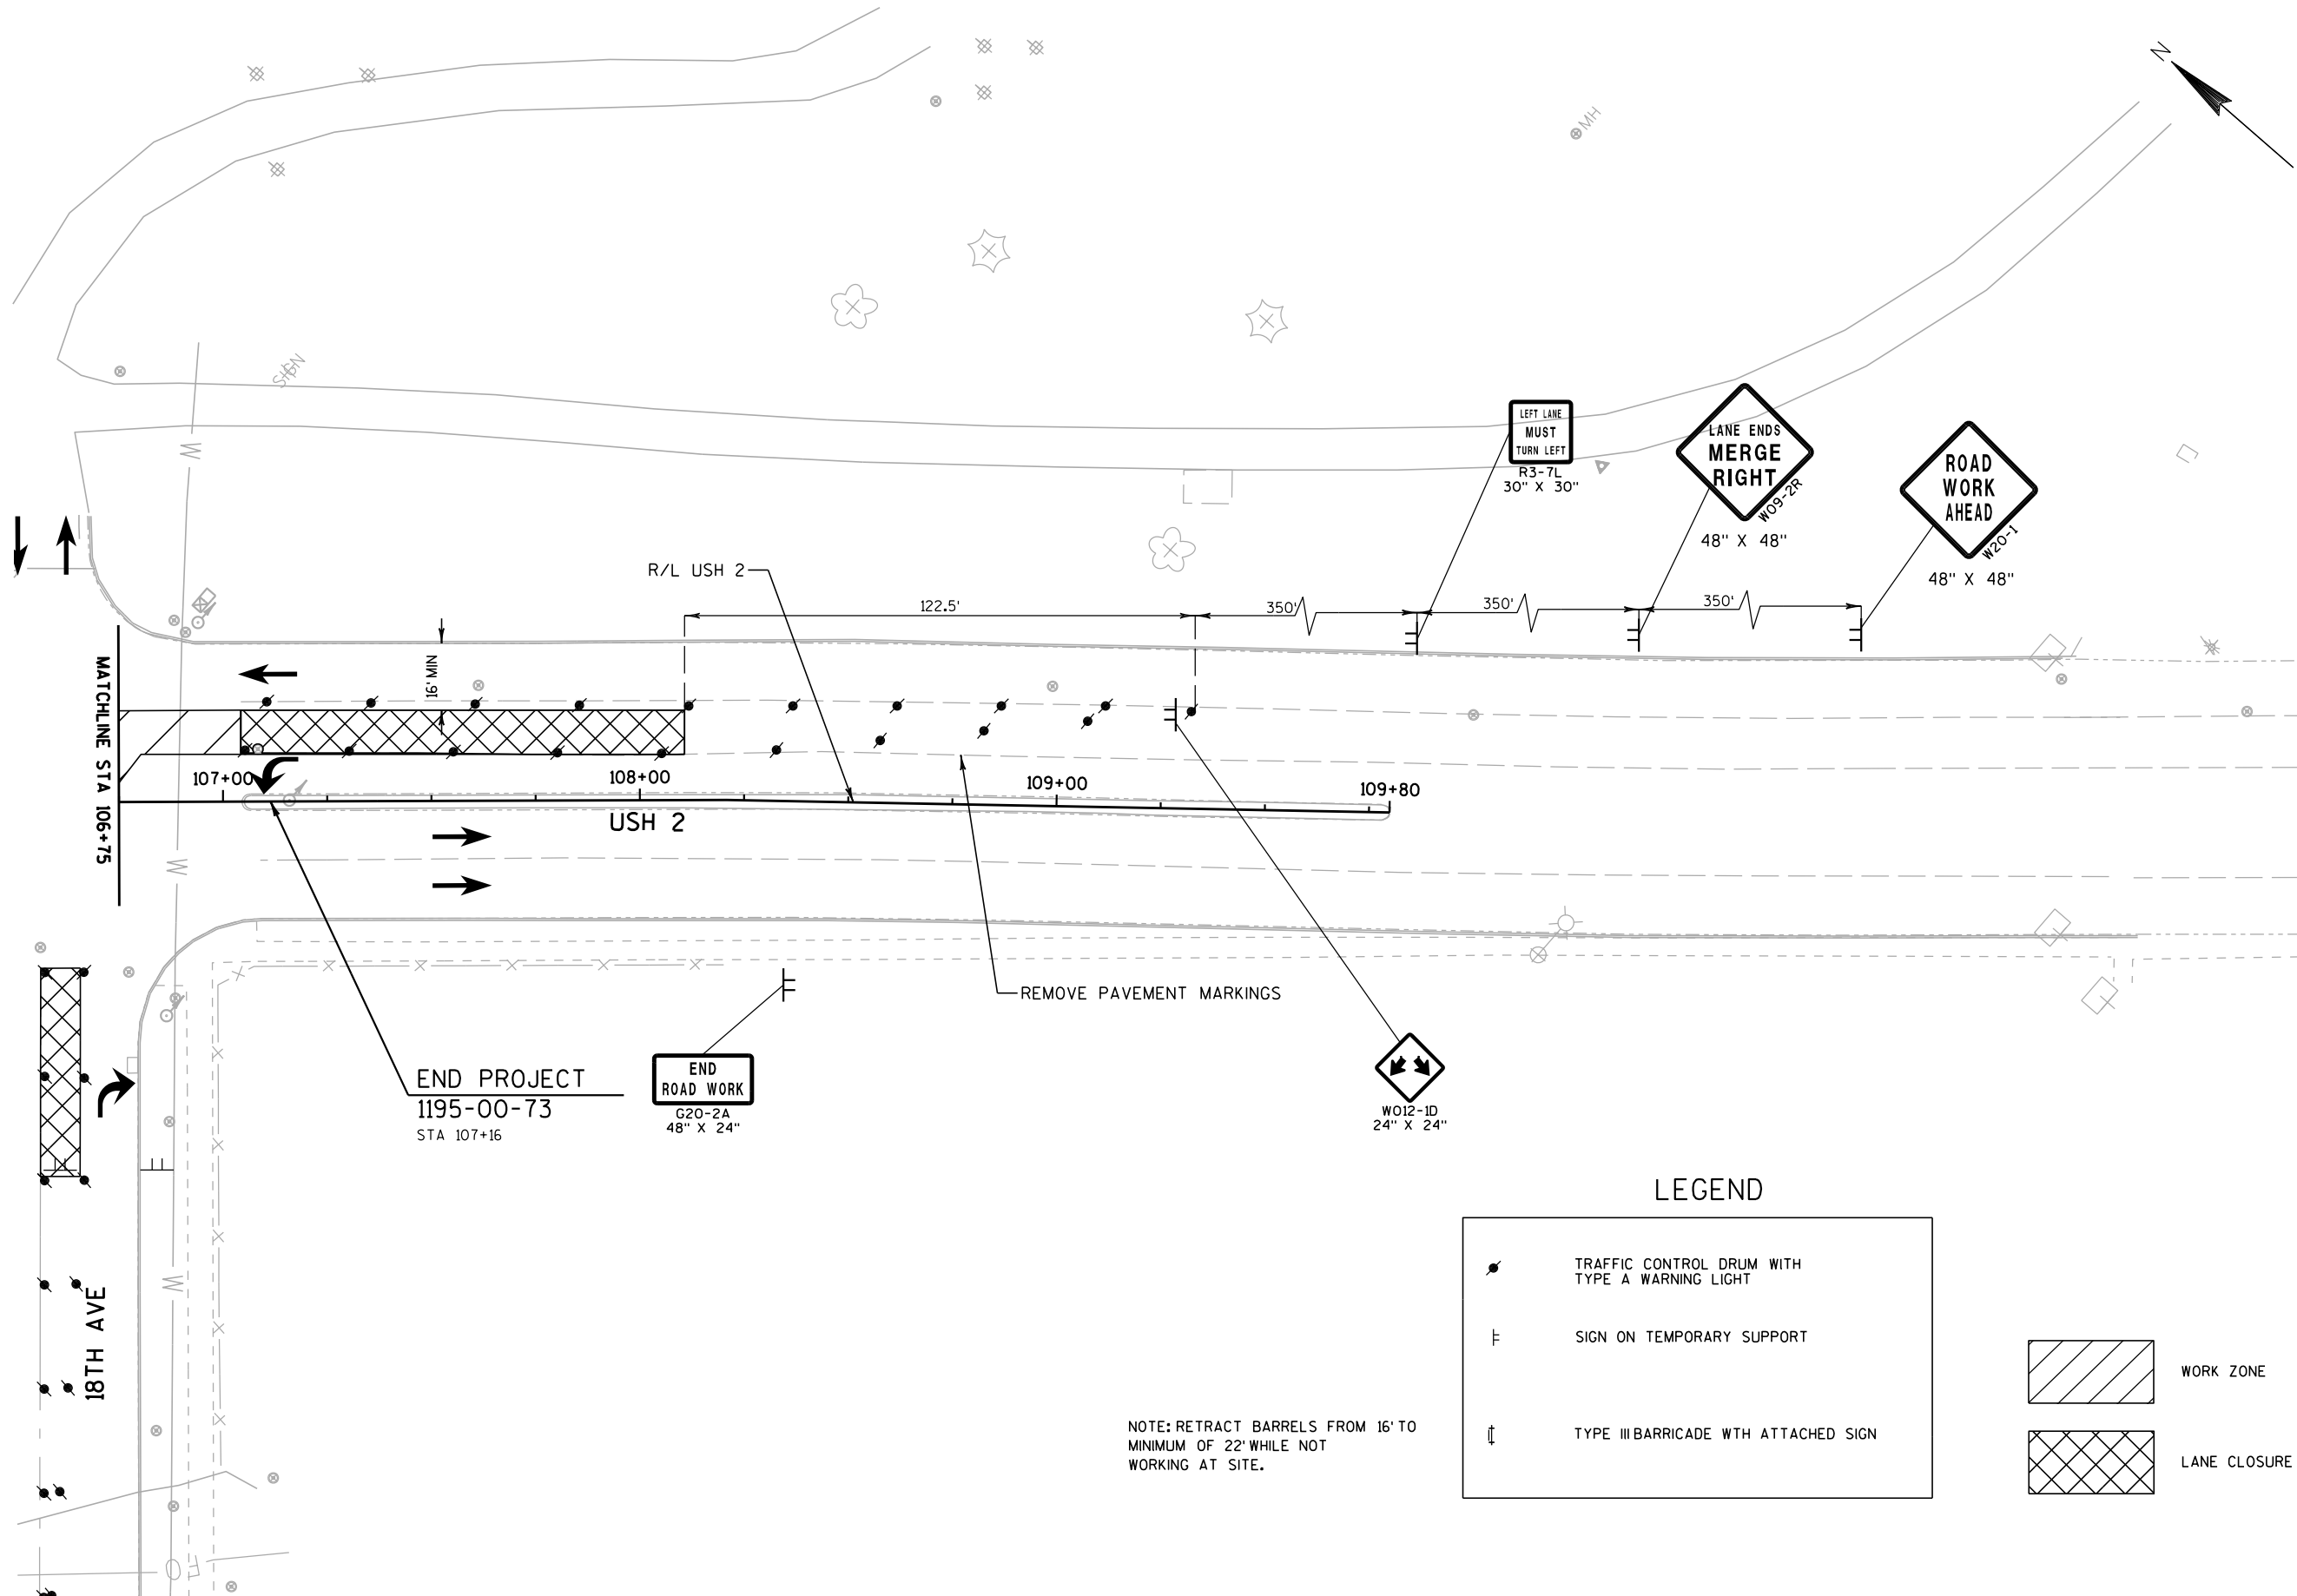 N
MH
SIGN
LEFT LANE
MUST
TURN LEFT
R3-7L
30" X 30"
LANE ENDS
MERGE
RIGHT
WO9-2R
48" X 48"
ROAD
WORK
AHEAD
W20-1
48" X 48"
W
R/L USH 2
122.5'
350'
350'
350'
16' MIN
MATCHLINE STA 106+75
107+00
108+00
109+00
109+80
USH 2
W
REMOVE PAVEMENT MARKINGS
END PROJECT
1195-00-73
STA 107+16
END
ROAD WORK
G20-2A
48" X 24"
WO12-1D
24" X 24"
18TH AVE
W
LEGEND
TRAFFIC CONTROL DRUM WITH
TYPE A WARNING LIGHT
SIGN ON TEMPORARY SUPPORT
TYPE III BARRICADE WTH ATTACHED SIGN
WORK ZONE
LANE CLOSURE
NOTE: RETRACT BARRELS FROM 16' TO
MINIMUM OF 22' WHILE NOT
WORKING AT SITE.